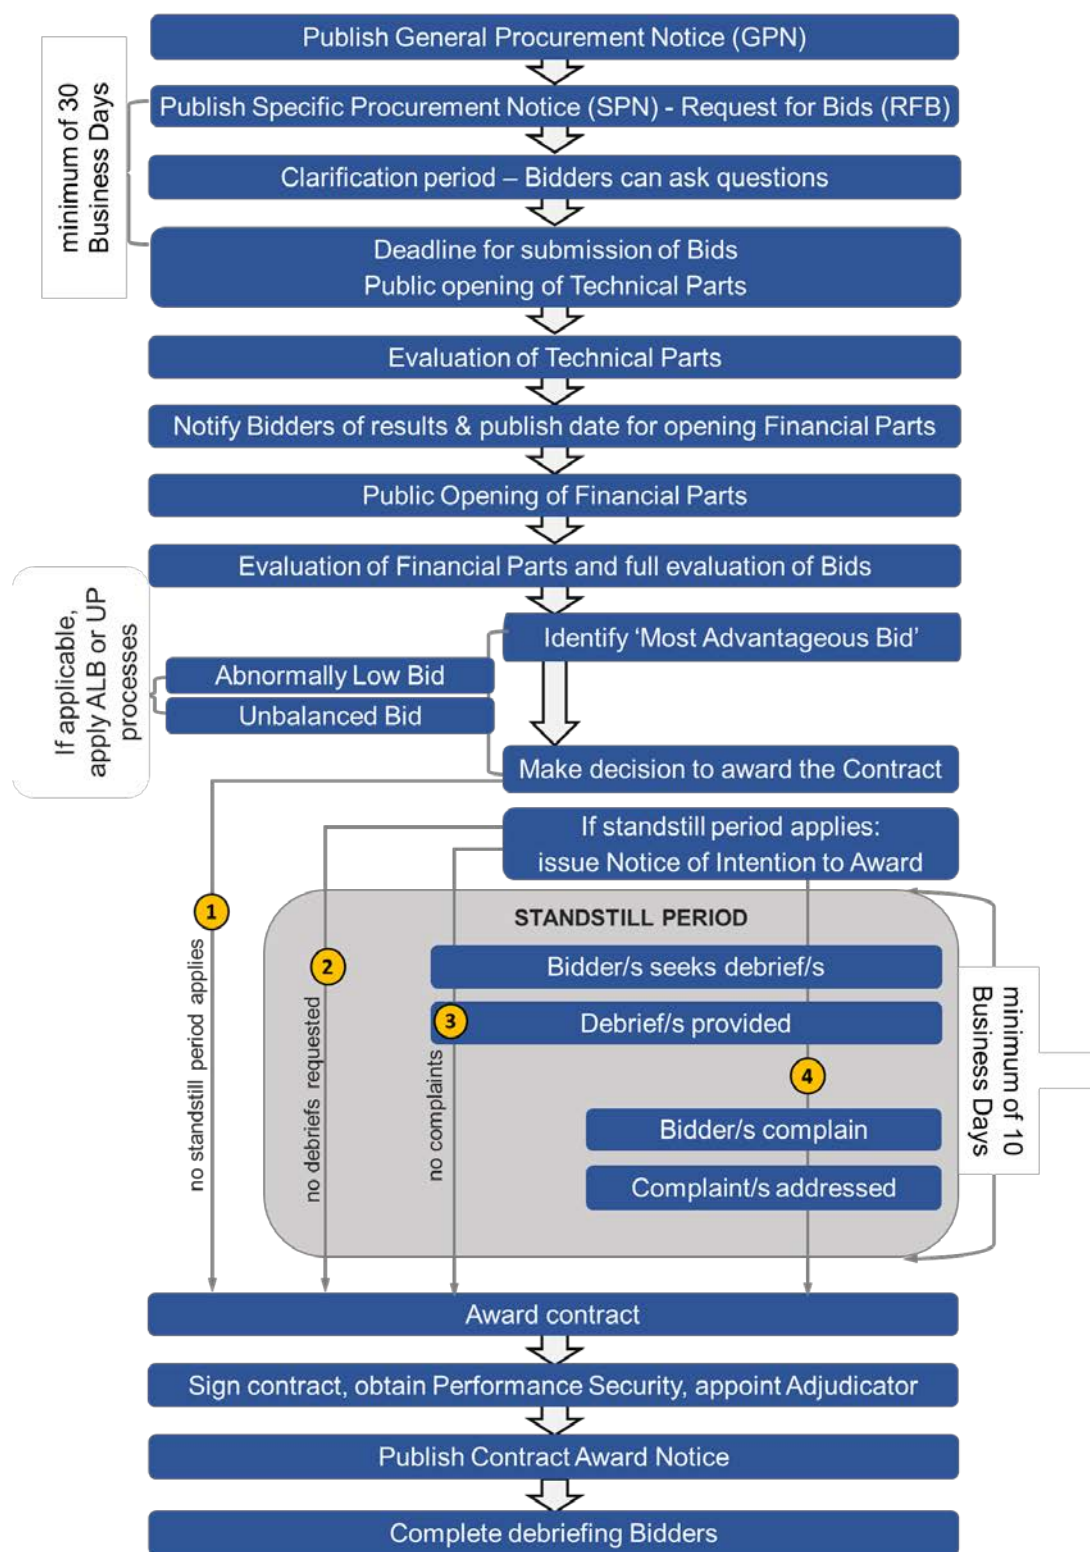 Publish General Procurement Notice (GPN)
minimum of 30
Business Days
Publish Specific Procurement Notice (SPN) - Request for Bids (RFB)
Clarification period – Bidders can ask questions
Deadline for submission of Bids
Public opening of Technical Parts
Evaluation of Technical Parts
Notify Bidders of results & publish date for opening Financial Parts
Public Opening of Financial Parts
Evaluation of Financial Parts and full evaluation of Bids
If applicable,
apply ALB or UP
processes
Identify ‘Most Advantageous Bid’
Abnormally Low Bid
Unbalanced Bid
Make decision to award the Contract
If standstill period applies:
issue Notice of Intention to Award
1
no standstill period applies
STANDSTILL PERIOD
2
no debriefs requested
Bidder/s seeks debrief/s
3
no complaints
Debrief/s provided
4
Bidder/s complain
Complaint/s addressed
minimum of 10
Business Days
Award contract
Sign contract, obtain Performance Security, appoint Adjudicator
Publish Contract Award Notice
Complete debriefing Bidders